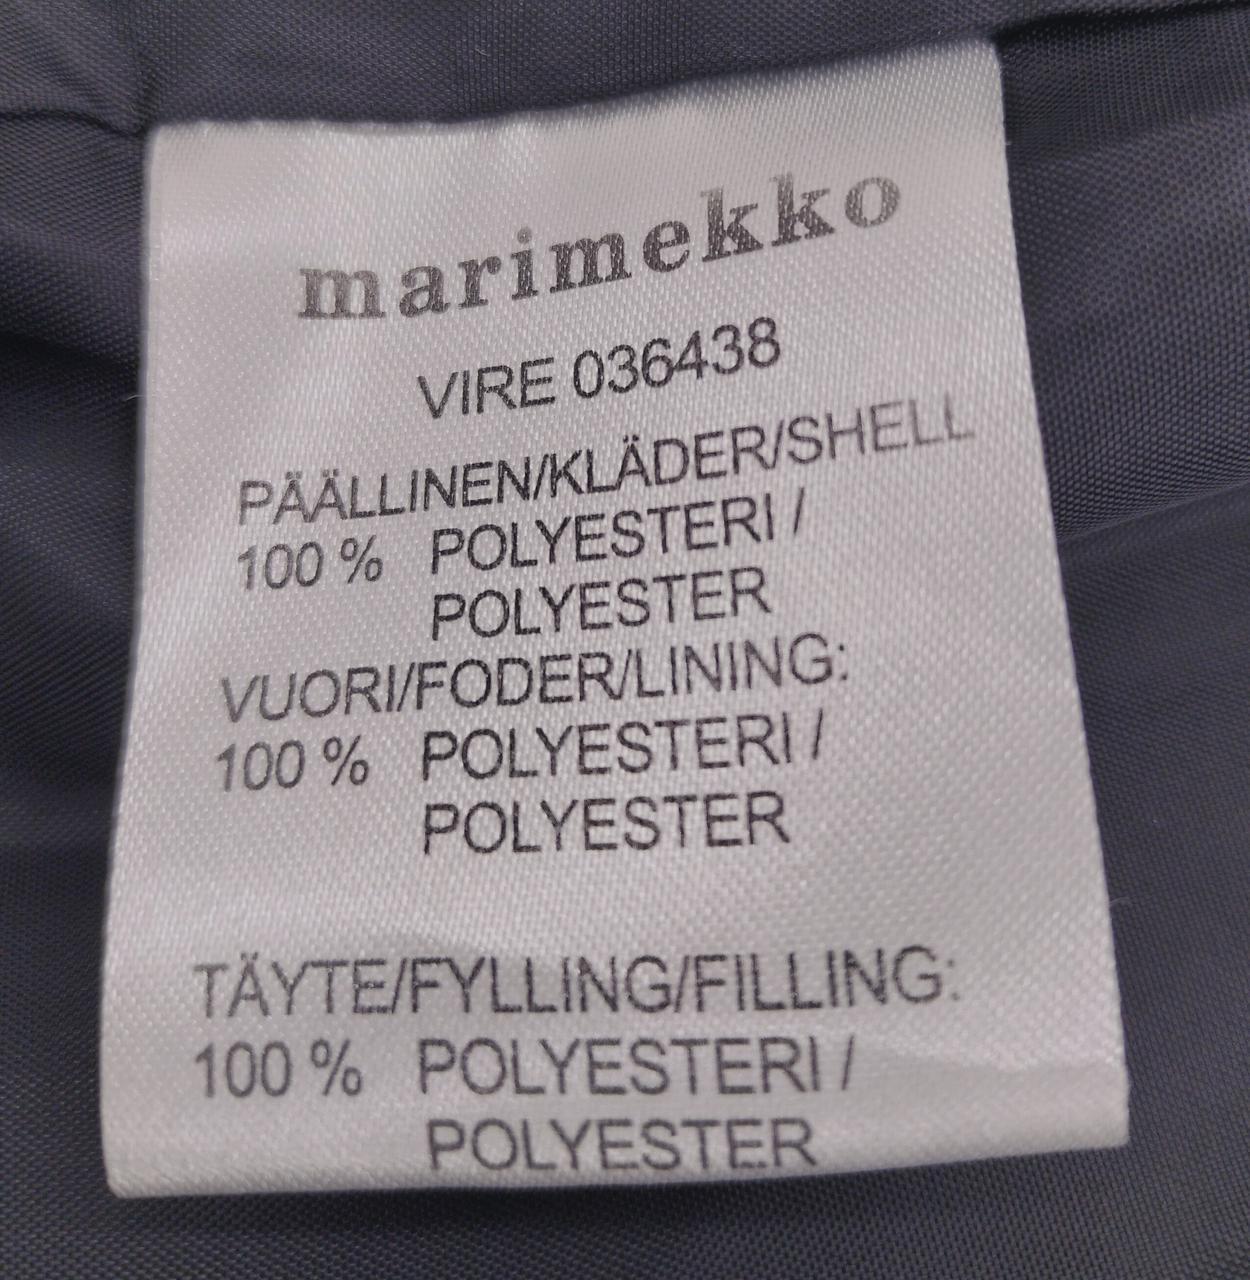 marimekko
VIRE 036438
PÄÄLLINEN/KLÄDER/SHELL
100 % POLYESTERI /
POLYESTER
VUORI/FODER/LINING:
100 % POLYESTERI /
POLYESTER
TÄYTE/FYLLING/FILLING:
100 % POLYESTERI /
POLYESTER